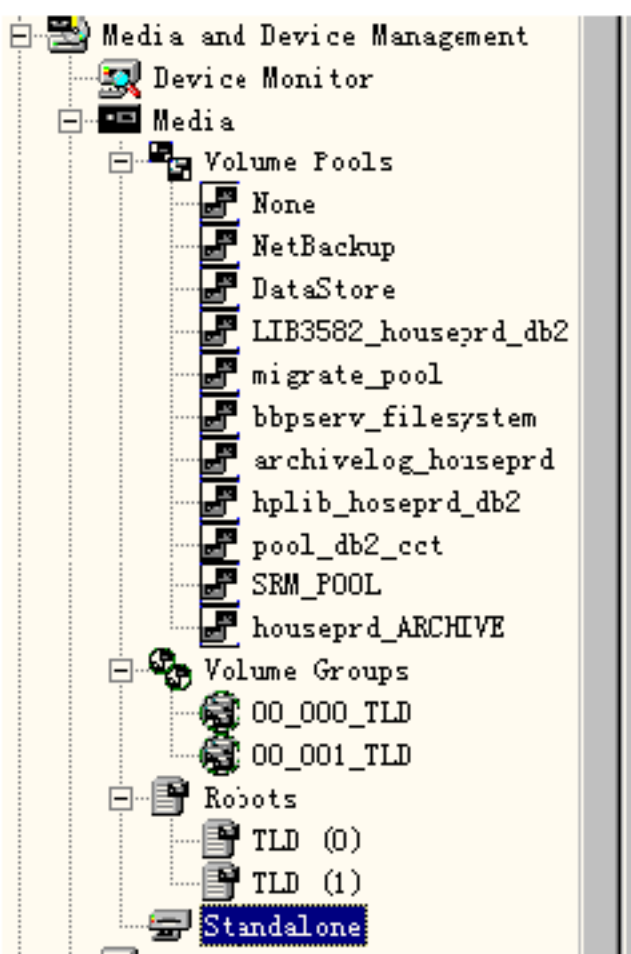 Media and Device Management
Device Monitor
Media
Volume Pools
None
NetBackup
DataStore
LIB3582_houseprd_db2
migrate_pool
bbpserv_filesystem
archivelog_houseprd
hplib_hoseprd_db2
pool_db2_cct
SRM_POOL
houseprd_ARCHIVE
Volume Groups
00_000_TLD
00_001_TLD
Robots
TLD (0)
TLD (1)
Standalone